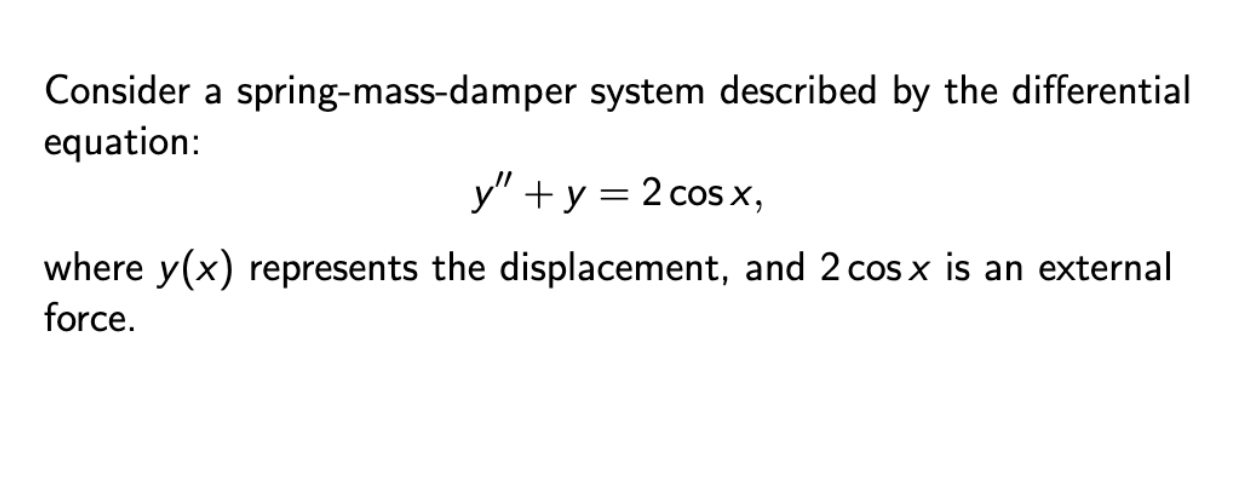 Consider a spring-mass-damper system described by the differential
equation:
y′′ + y = 2 cos x,
where y(x) represents the displacement, and 2 cos x is an external
force.